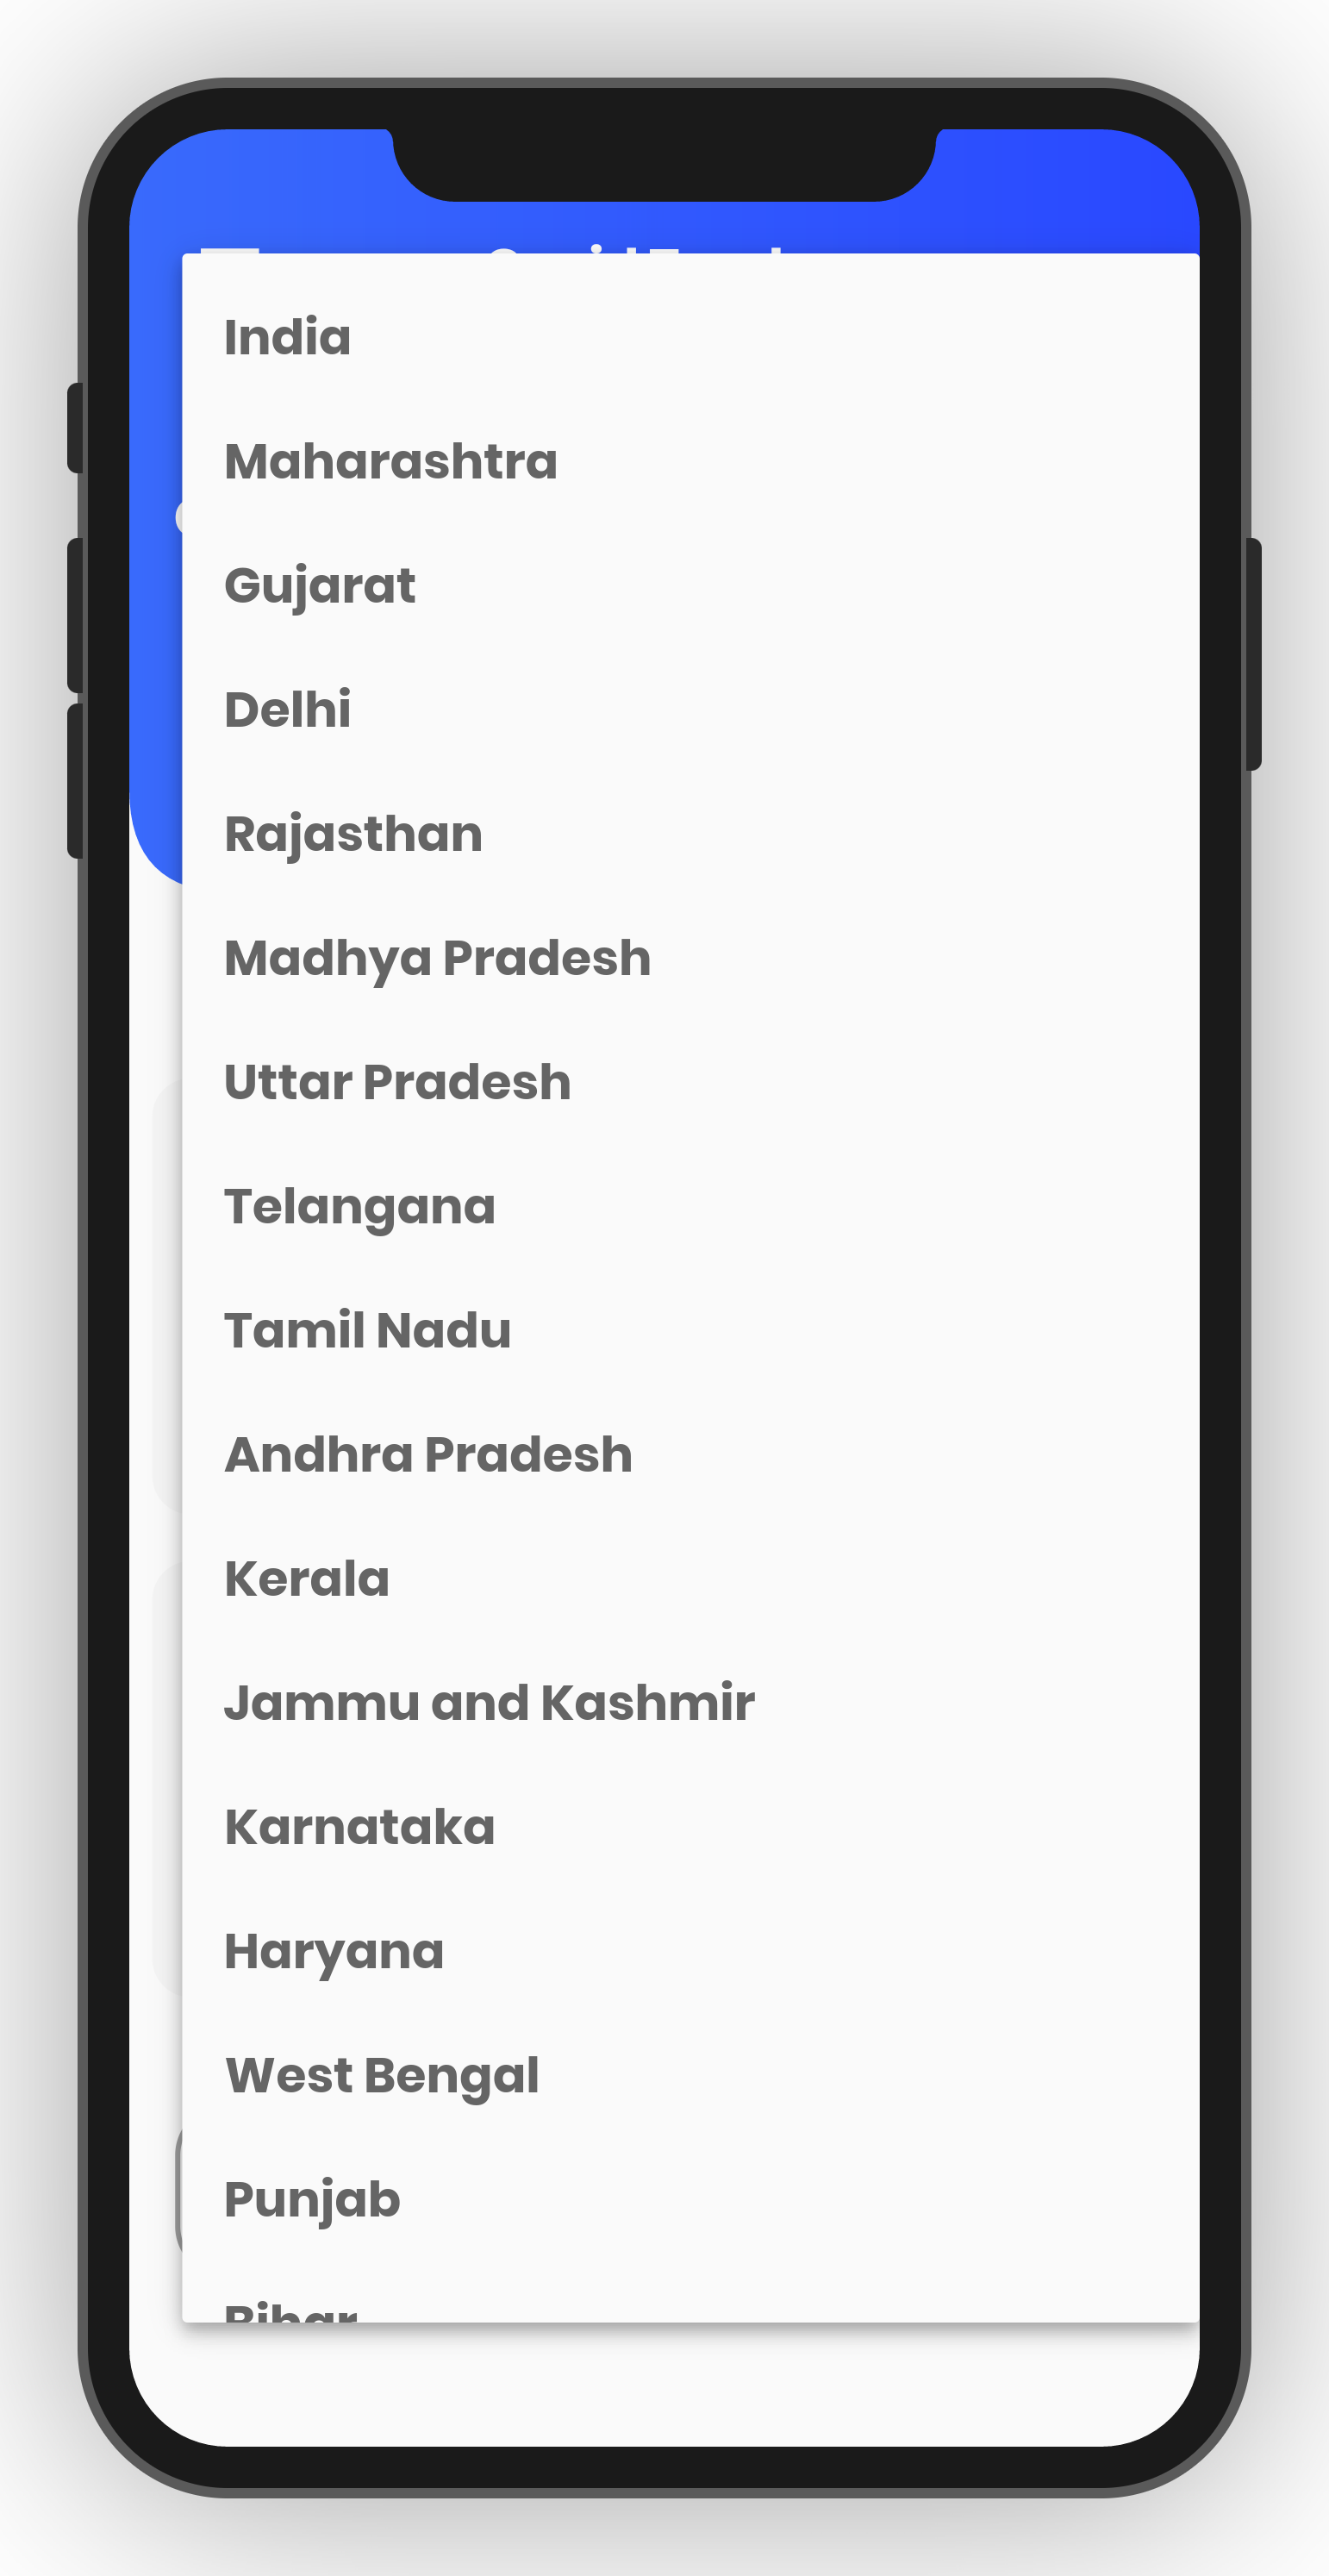 India
Maharashtra
Gujarat
Delhi
Rajasthan
Madhya Pradesh
Uttar Pradesh
Telangana
Tamil Nadu
Andhra Pradesh
Kerala
Jammu and Kashmir
Karnataka
Haryana
West Bengal
Punjab
Bihar